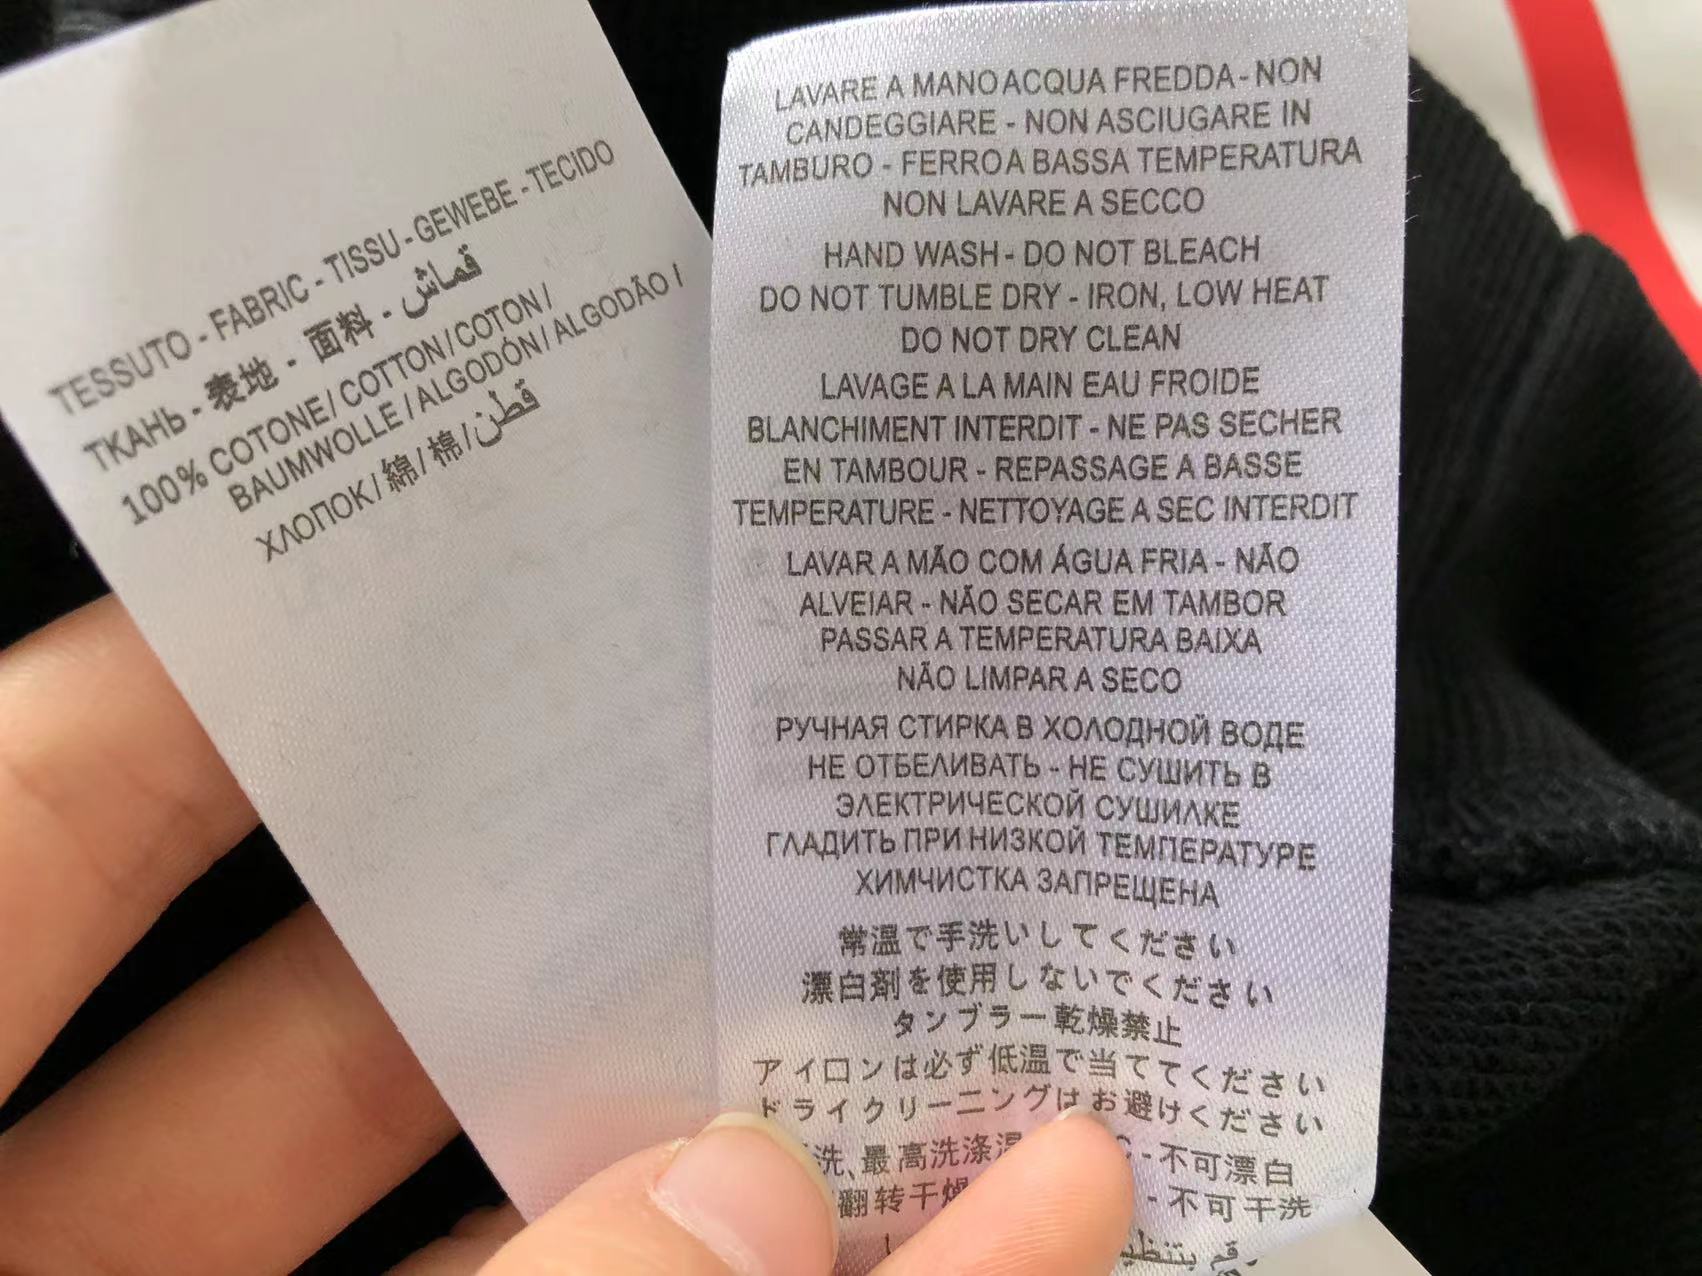 TESSUTO - FABRIC - TISSU - GEWEBE - TECIDO
ТКАНЬ - 表地 - 面料 - قماش
100% COTONE / COTTON / COTON /
BAUMWOLLE / ALGODÓN / ALGODÃO /
ХЛОПОК / 綿 / 棉 / قطن
LAVARE A MANO ACQUA FREDDA - NON
CANDEGGIARE - NON ASCIUGARE IN
TAMBURO - FERRO A BASSA TEMPERATURA
NON LAVARE A SECCO
HAND WASH - DO NOT BLEACH
DO NOT TUMBLE DRY - IRON, LOW HEAT
DO NOT DRY CLEAN
LAVAGE A LA MAIN EAU FROIDE
BLANCHIMENT INTERDIT - NE PAS SECHER
EN TAMBOUR - REPASSAGE A BASSE
TEMPERATURE - NETTOYAGE A SEC INTERDIT
LAVAR A MÃO COM ÁGUA FRIA - NÃO
ALVEIAR - NÃO SECAR EM TAMBOR
PASSAR A TEMPERATURA BAIXA
NÃO LIMPAR A SECO
РУЧНАЯ СТИРКА В ХОЛОДНОЙ ВОДЕ
НЕ ОТБЕЛИВАТЬ - НЕ СУШИТЬ В
ЭЛЕКТРИЧЕСКОЙ СУШИЛКЕ
ГЛАДИТЬ ПРИ НИЗКОЙ ТЕМПЕРАТУРЕ
ХИМЧИСТКА ЗАПРЕЩЕНА
常温で手洗いしてください
漂白剤を使用しないでください
タンブラー乾燥禁止
アイロンは必ず低温で当ててください
ドライクリーニングはお避けください
洗、最高洗涤温 C - 不可漂白
翻转干燥 - 不可干洗